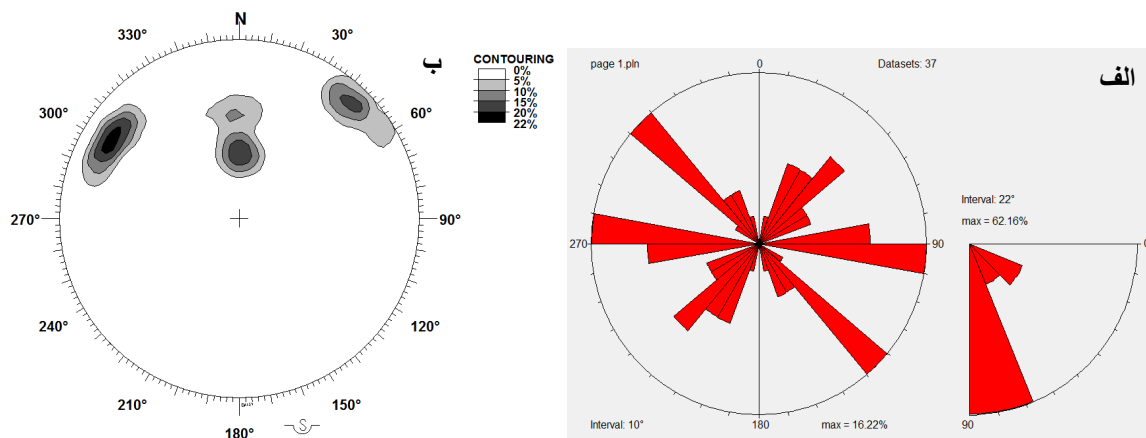 N
330°
30°
300°
60°
270°
90°
240°
120°
210°
150°
180°
S
ب
CONTOURING
0%
5%
10%
15%
20%
22%
page 1.pln
0
Datasets: 37
الف
270
90
180
Interval: 10°
max = 16.22%
Interval: 22°
max = 62.16%
0
90